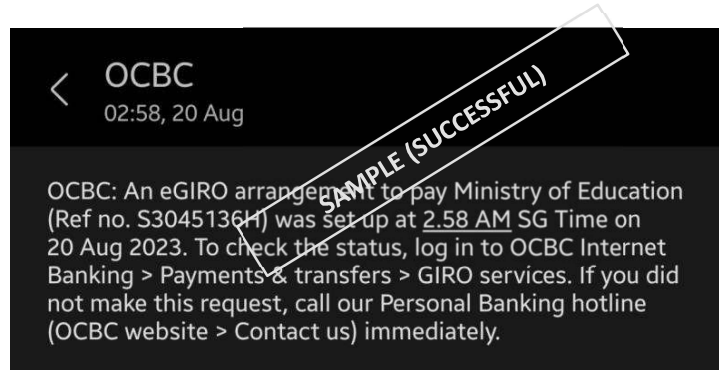 OCBC
02:58, 20 Aug
SAMPLE (SUCCESSFUL)
OCBC: An eGIRO arrangement to pay Ministry of Education
(Ref no. S3045136H) was set up at 2.58 AM SG Time on
20 Aug 2023. To check the status, log in to OCBC Internet
Banking > Payments & transfers > GIRO services. If you did
not make this request, call our Personal Banking hotline
(OCBC website > Contact us) immediately.